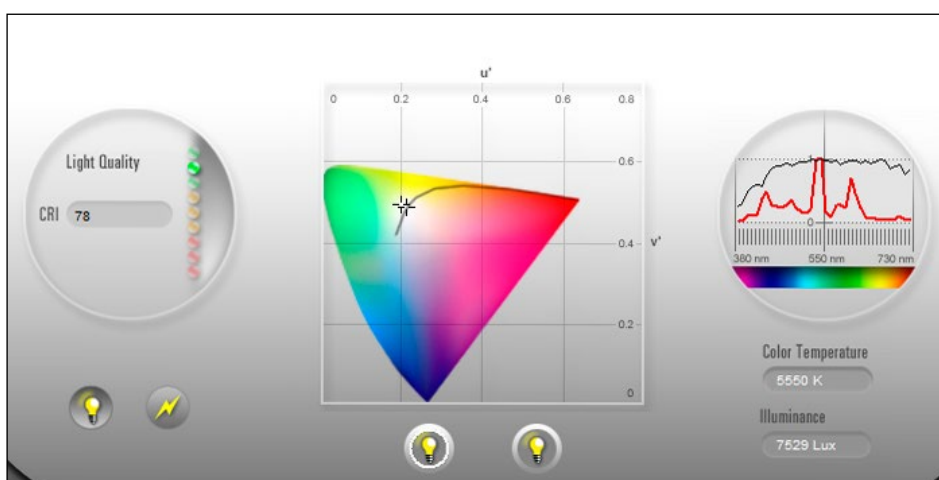 Light Quality
CRI 78
u'
0 0.2 0.4 0.6 0.8
0.6
0.4
v'
0.2
0
1
0
380 nm 550 nm 730 nm
Color Temperature
5550 K
Illuminance
7529 Lux